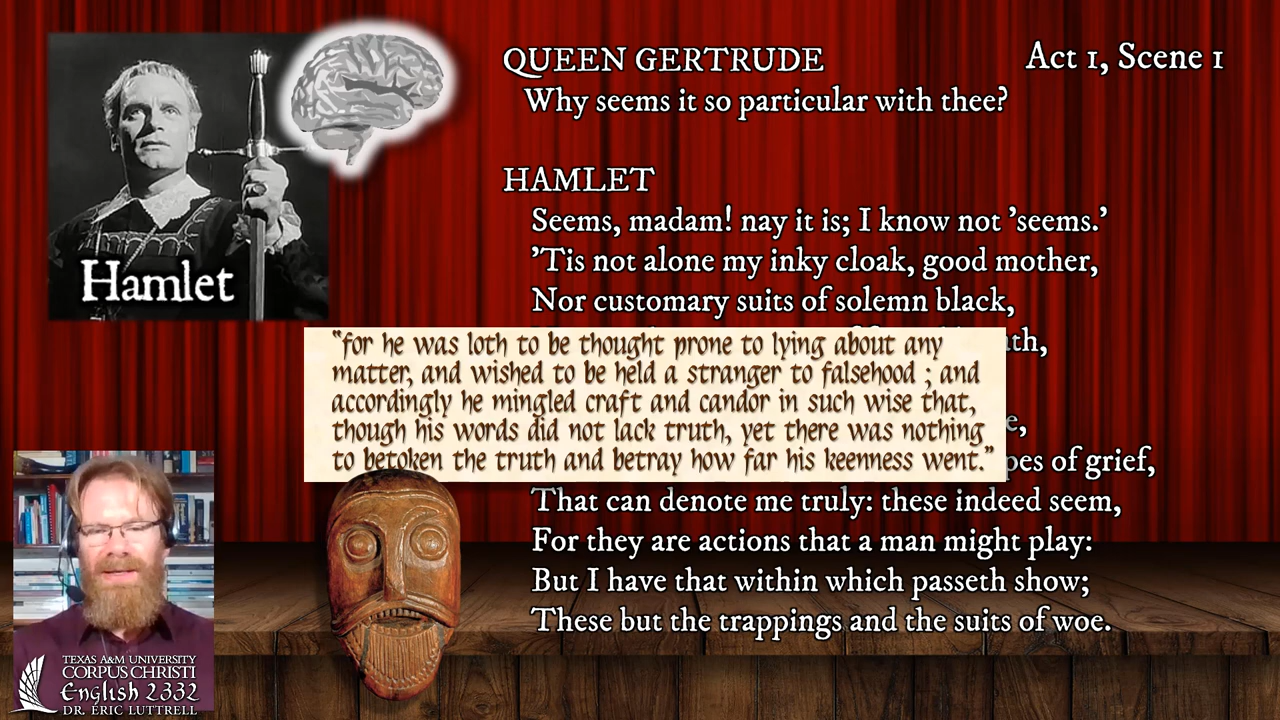 Hamlet
QUEEN GERTRUDE
Act 1, Scene 1
Why seems it so particular with thee?
HAMLET
Seems, madam! nay it is; I know not 'seems.'
'Tis not alone my inky cloak, good mother,
Nor customary suits of solemn black,
"for he was loth to be thought prone to lying about any
matter, and wished to be held a stranger to falsehood ; and
accordingly he mingled craft and candor in such wise that,
though his words did not lack truth, yet there was nothing
to betoken the truth and betray how far his keenness went."
of grief,
That can denote me truly: these indeed seem,
For they are actions that a man might play:
But I have that within which passeth show;
These but the trappings and the suits of woe.
TEXAS A&M UNIVERSITY
CORPUS CHRISTI
English 2332
DR. ERIC LUTTRELL